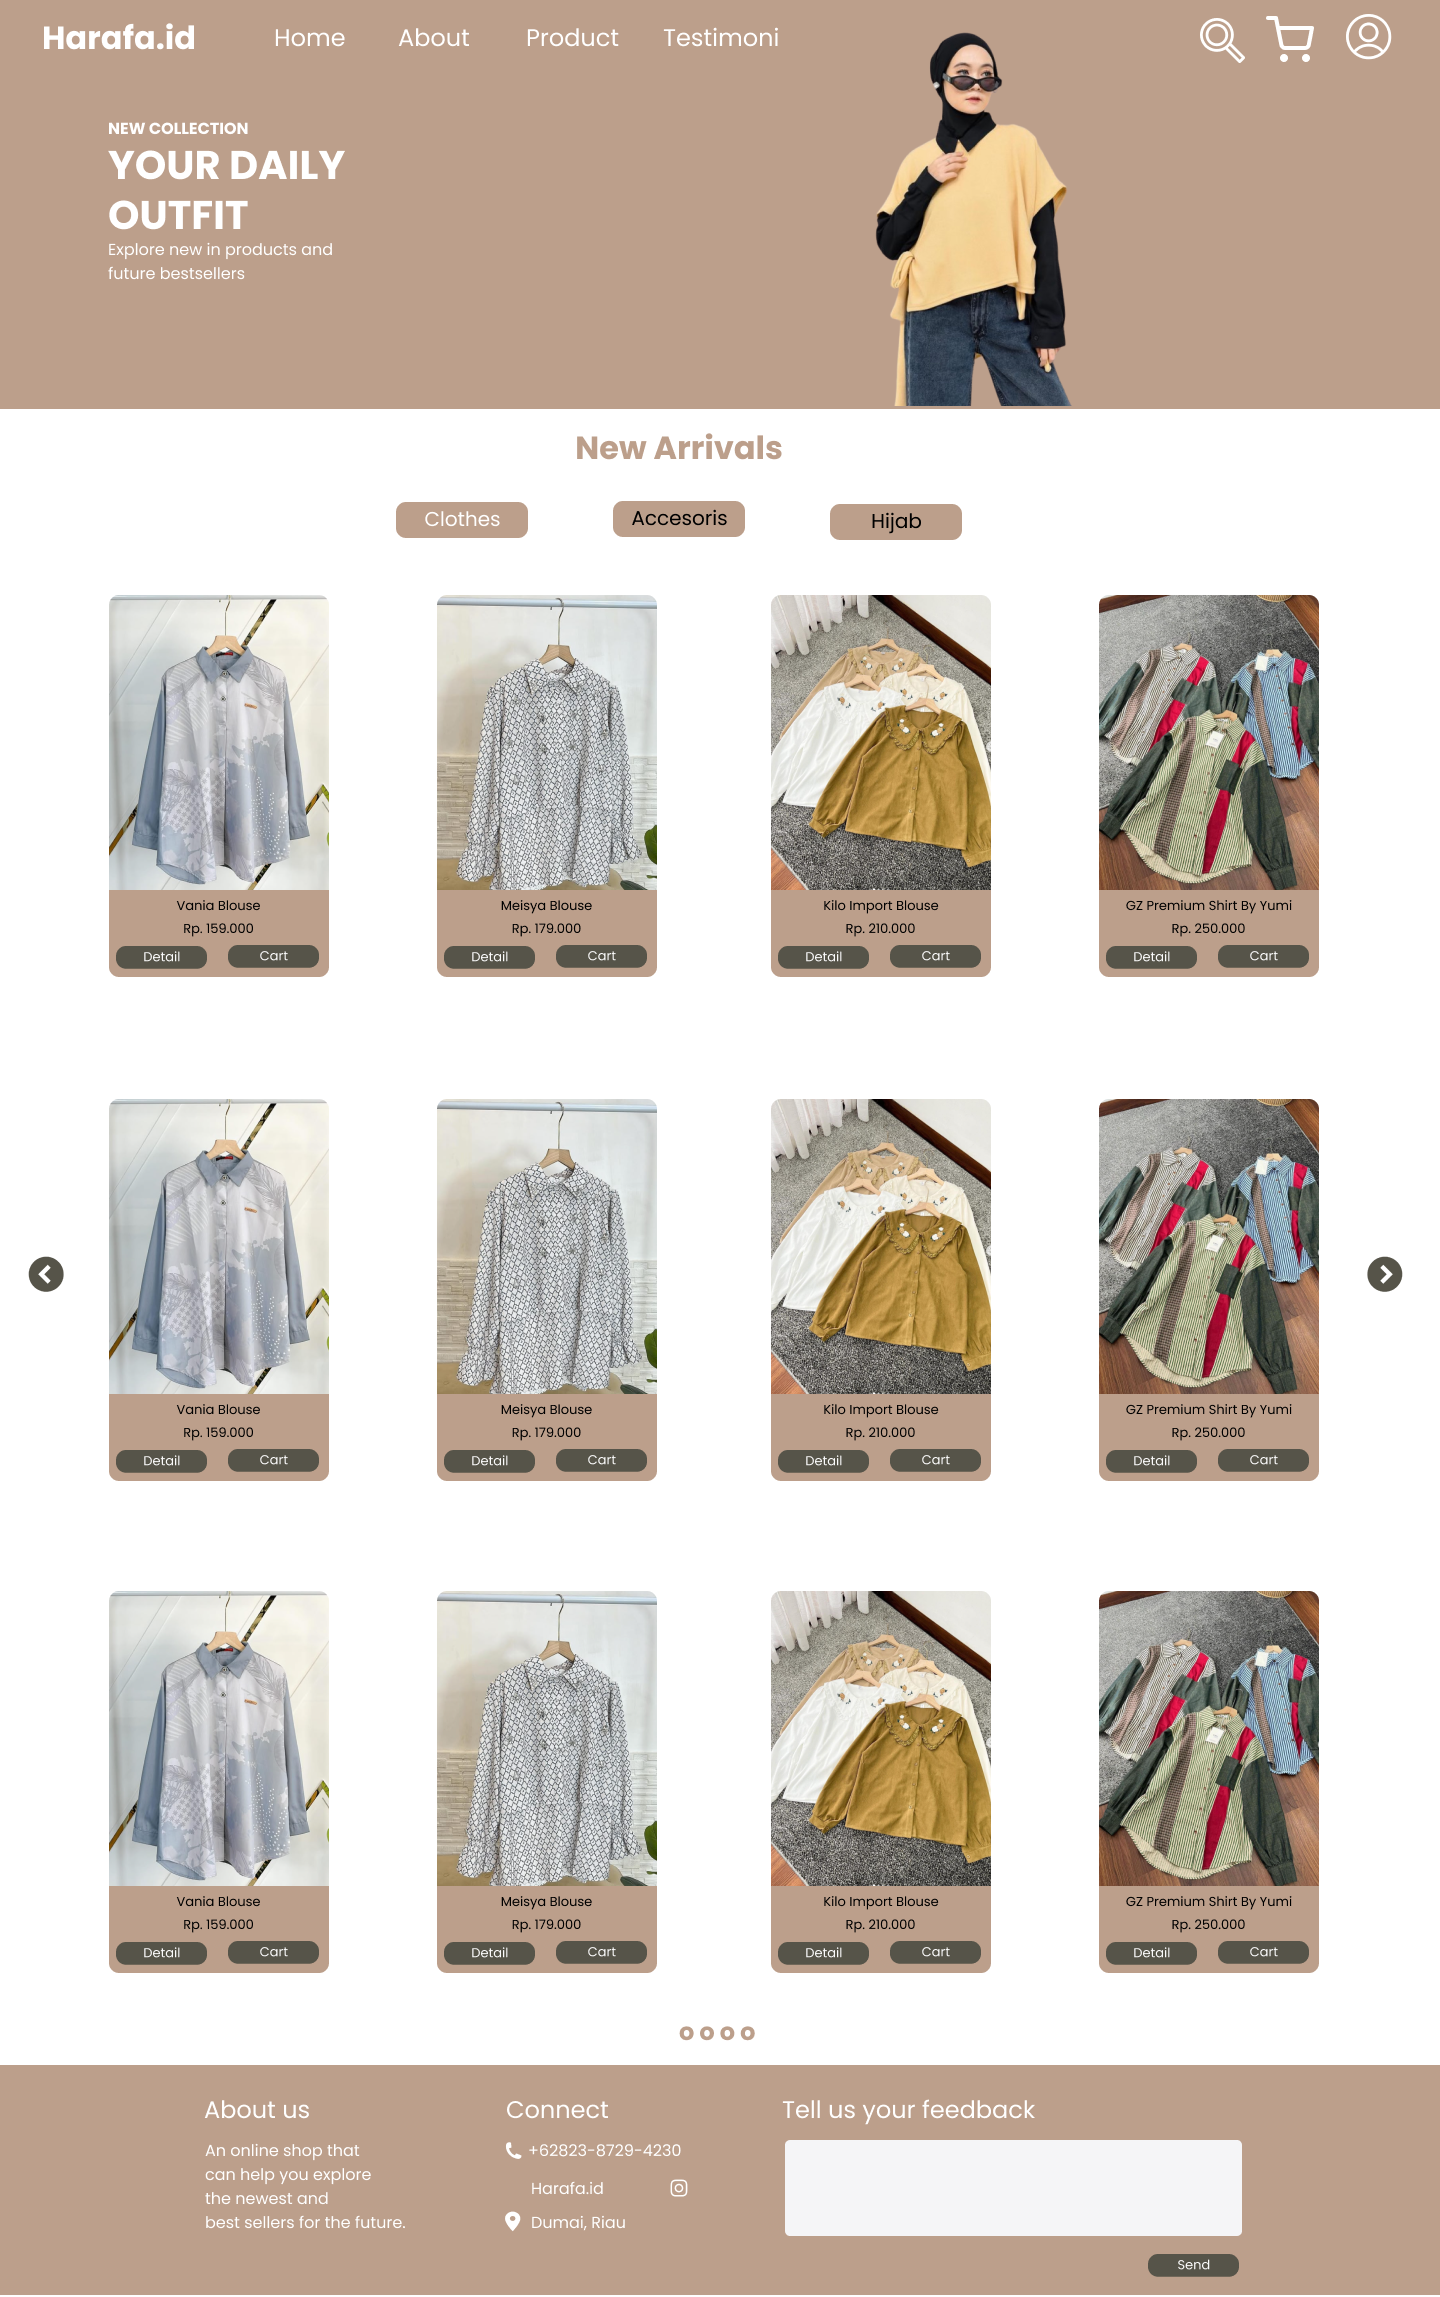 Harafa.id
Home
About
Product
Testimoni
NEW COLLECTION
YOUR DAILY
OUTFIT
Explore new in products and
future bestsellers
New Arrivals
Clothes
Accesoris
Hijab
Vania Blouse
Rp. 159.000
Detail
Cart
Meisya Blouse
Rp. 179.000
Detail
Cart
Kilo Import Blouse
Rp. 210.000
Detail
Cart
GZ Premium Shirt By Yumi
Rp. 250.000
Detail
Cart
Vania Blouse
Rp. 159.000
Detail
Cart
Meisya Blouse
Rp. 179.000
Detail
Cart
Kilo Import Blouse
Rp. 210.000
Detail
Cart
GZ Premium Shirt By Yumi
Rp. 250.000
Detail
Cart
Vania Blouse
Rp. 159.000
Detail
Cart
Meisya Blouse
Rp. 179.000
Detail
Cart
Kilo Import Blouse
Rp. 210.000
Detail
Cart
GZ Premium Shirt By Yumi
Rp. 250.000
Detail
Cart
About us
An online shop that
can help you explore
the newest and
best sellers for the future.
Connect
+62823-8729-4230
Harafa.id
Dumai, Riau
Tell us your feedback
Send